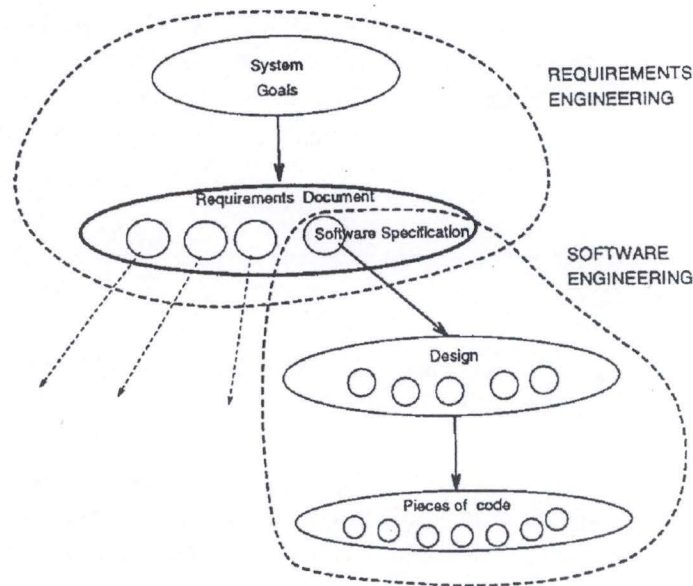 System
Goals
REQUIREMENTS
ENGINEERING
Requirements Document
Software Specification
SOFTWARE
ENGINEERING
Design
Pieces of code